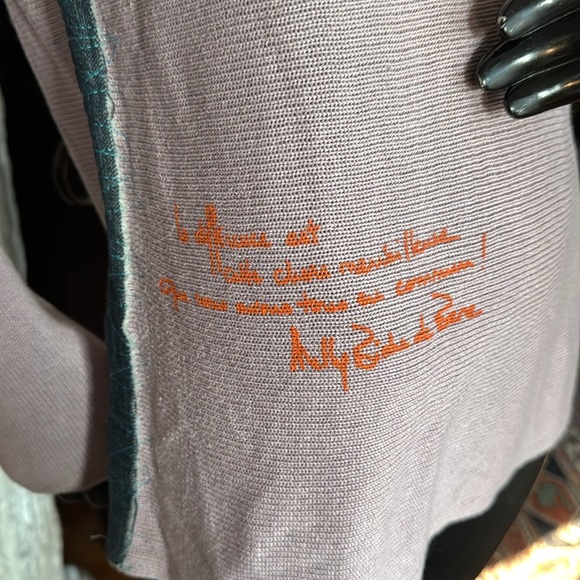 la différence est
cette chose merveilleuse
que nous avons tous en commun !